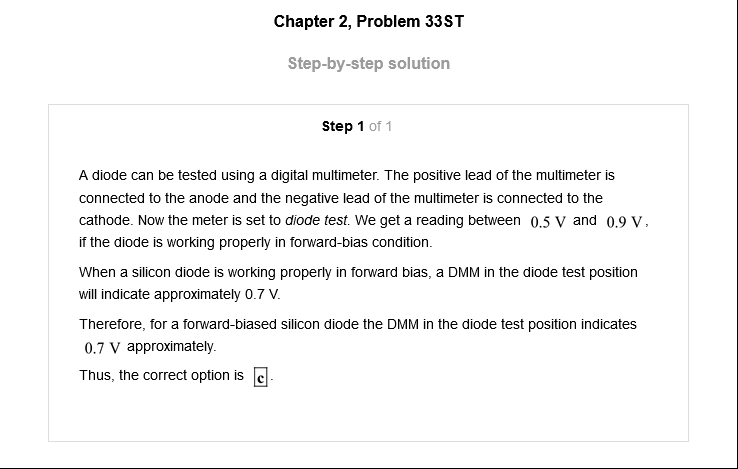 Chapter 2, Problem 33ST
Step-by-step solution
Step 1 of 1
A diode can be tested using a digital multimeter. The positive lead of the multimeter is
connected to the anode and the negative lead of the multimeter is connected to the
cathode. Now the meter is set to diode test. We get a reading between 0.5 V and 0.9 V,
if the diode is working properly in forward-bias condition.
When a silicon diode is working properly in forward bias, a DMM in the diode test position
will indicate approximately 0.7 V.
Therefore, for a forward-biased silicon diode the DMM in the diode test position indicates
0.7 V approximately.
Thus, the correct option is c.